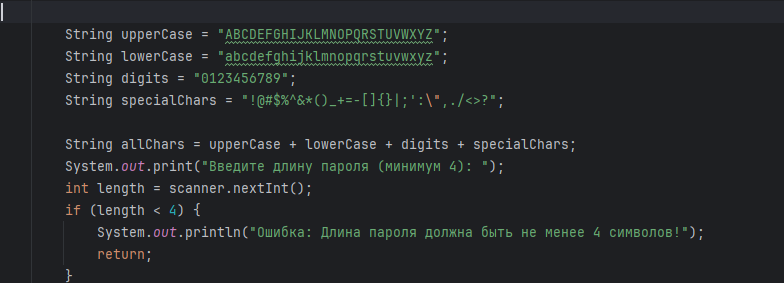 String upperCase = "ABCDEFGHIJKLMNOPQRSTUVWXYZ";
String lowerCase = "abcdefghijklmnopqrstuvwxyz";
String digits = "0123456789";
String specialChars = "!@#$%^&*()_+=-[]{}|;':\",./<>?";
String allChars = upperCase + lowerCase + digits + specialChars;
System.out.print("Введите длину пароля (минимум 4): ");
int length = scanner.nextInt();
if (length < 4) {
System.out.println("Ошибка: Длина пароля должна быть не менее 4 символов!");
return;
}